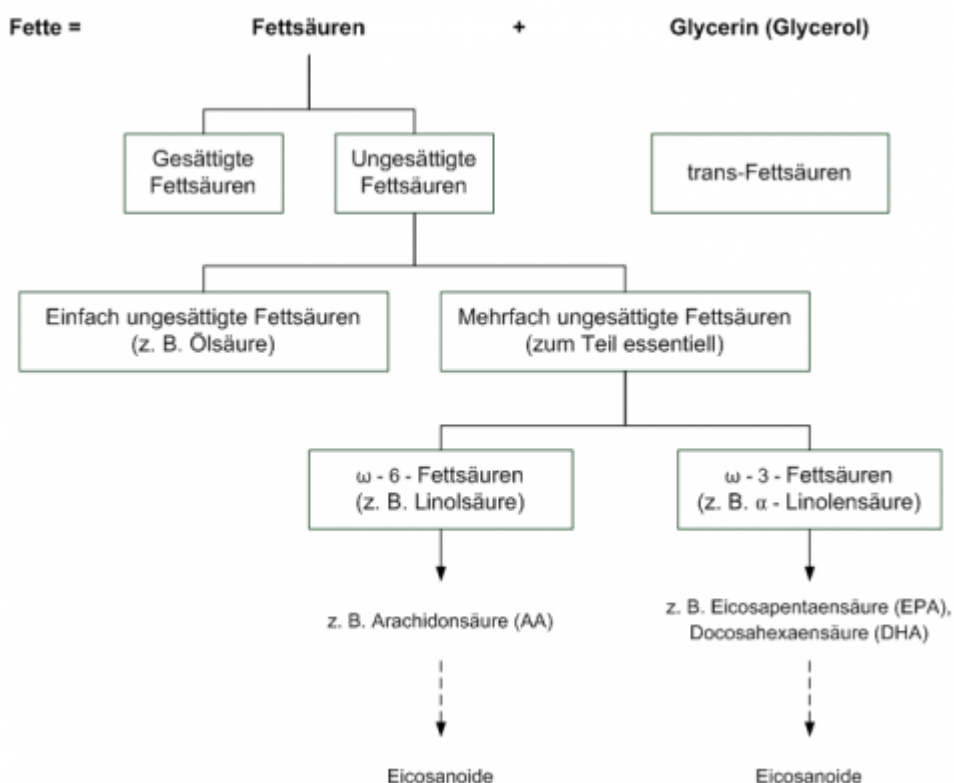 Fette = Fettsäuren + Glycerin (Glycerol)
Gesättigte
Fettsäuren
Ungesättigte
Fettsäuren
trans-Fettsäuren
Einfach ungesättigte Fettsäuren
(z. B. Ölsäure)
Mehrfach ungesättigte Fettsäuren
(zum Teil essentiell)
ω - 6 - Fettsäuren
(z. B. Linolsäure)
ω - 3 - Fettsäuren
(z. B. α - Linolensäure)
z. B. Arachidonsäure (AA)
z. B. Eicosapentaensäure (EPA),
Docosahexaensäure (DHA)
Eicosanoide
Eicosanoide